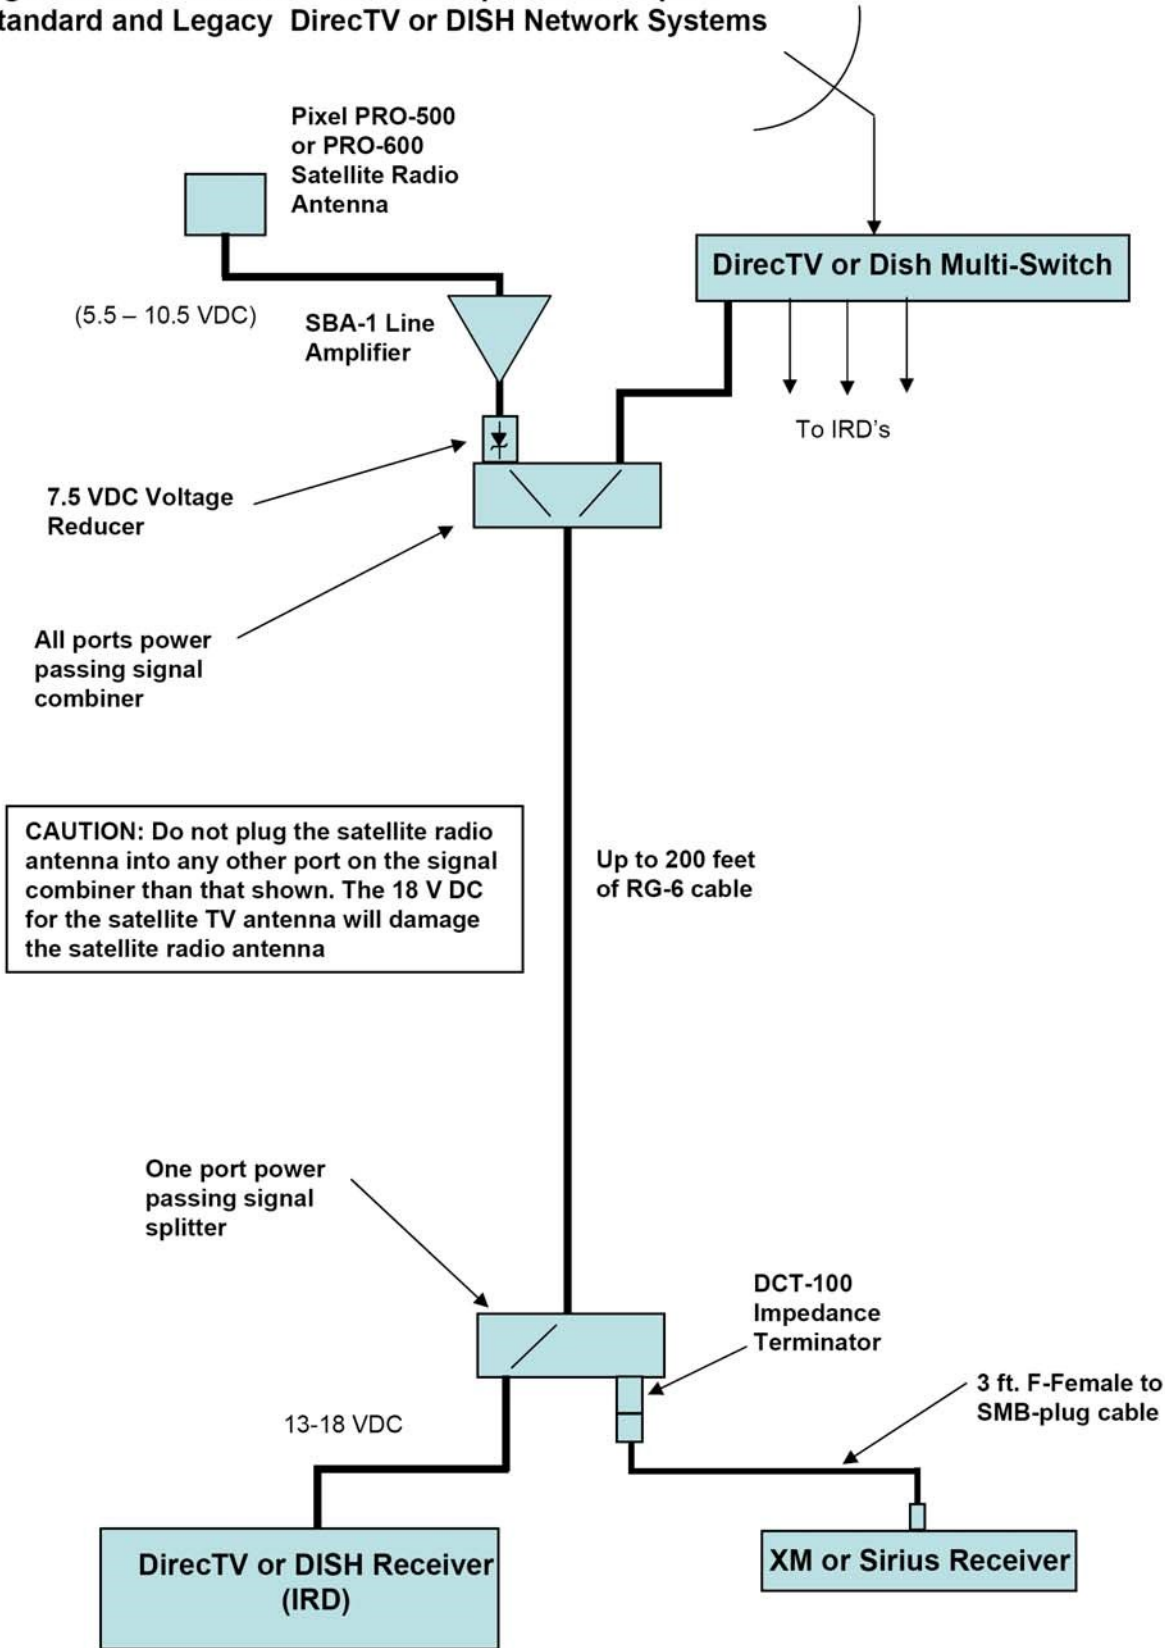 Standard and Legacy DirecTV or DISH Network Systems
Pixel PRO-500
or PRO-600
Satellite Radio
Antenna
DirecTV or Dish Multi-Switch
(5.5 – 10.5 VDC)
SBA-1 Line
Amplifier
To IRD's
7.5 VDC Voltage
Reducer
All ports power
passing signal
combiner
CAUTION: Do not plug the satellite radio
antenna into any other port on the signal
combiner than that shown. The 18 V DC
for the satellite TV antenna will damage
the satellite radio antenna
Up to 200 feet
of RG-6 cable
One port power
passing signal
splitter
DCT-100
Impedance
Terminator
3 ft. F-Female to
SMB-plug cable
13-18 VDC
DirecTV or DISH Receiver
(IRD)
XM or Sirius Receiver